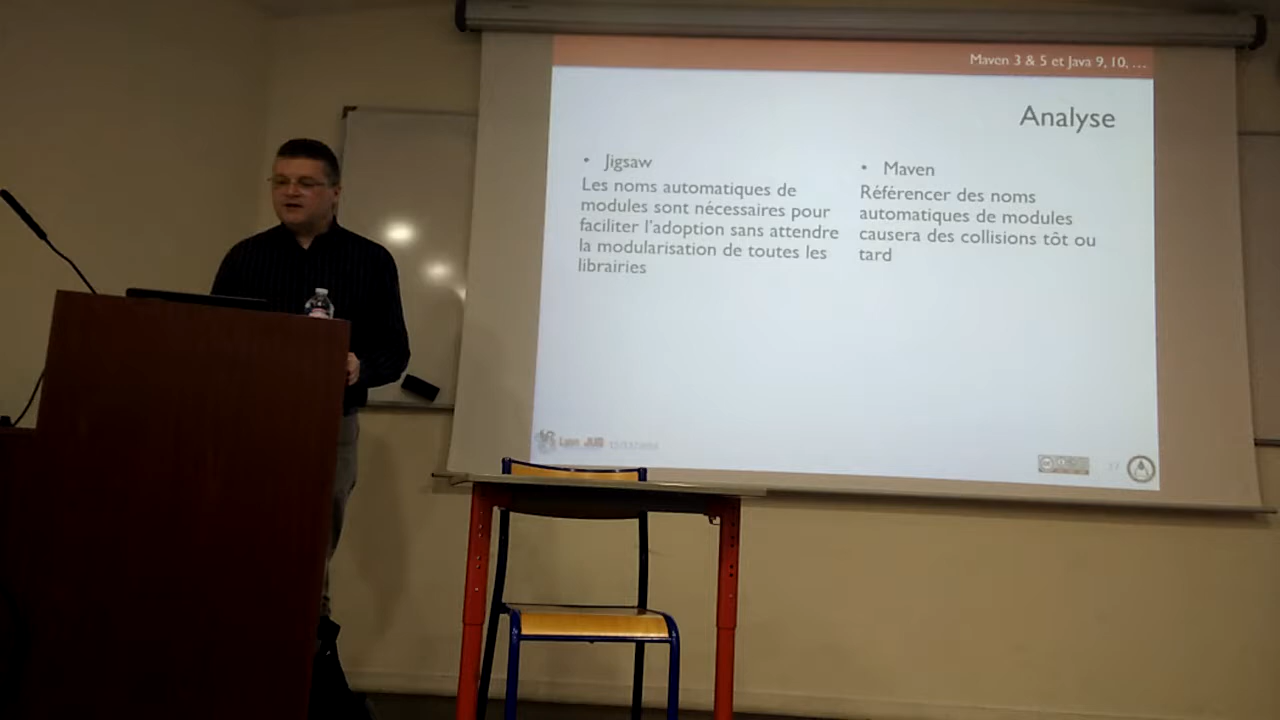 Maven 3 & 5 et Java 9, 10, ...
Analyse
• Jigsaw
Les noms automatiques de
modules sont nécessaires pour
faciliter l'adoption sans attendre
la modularisation de toutes les
librairies
• Maven
Référencer des noms
automatiques de modules
causera des collisions tôt ou
tard
Lyon JUG